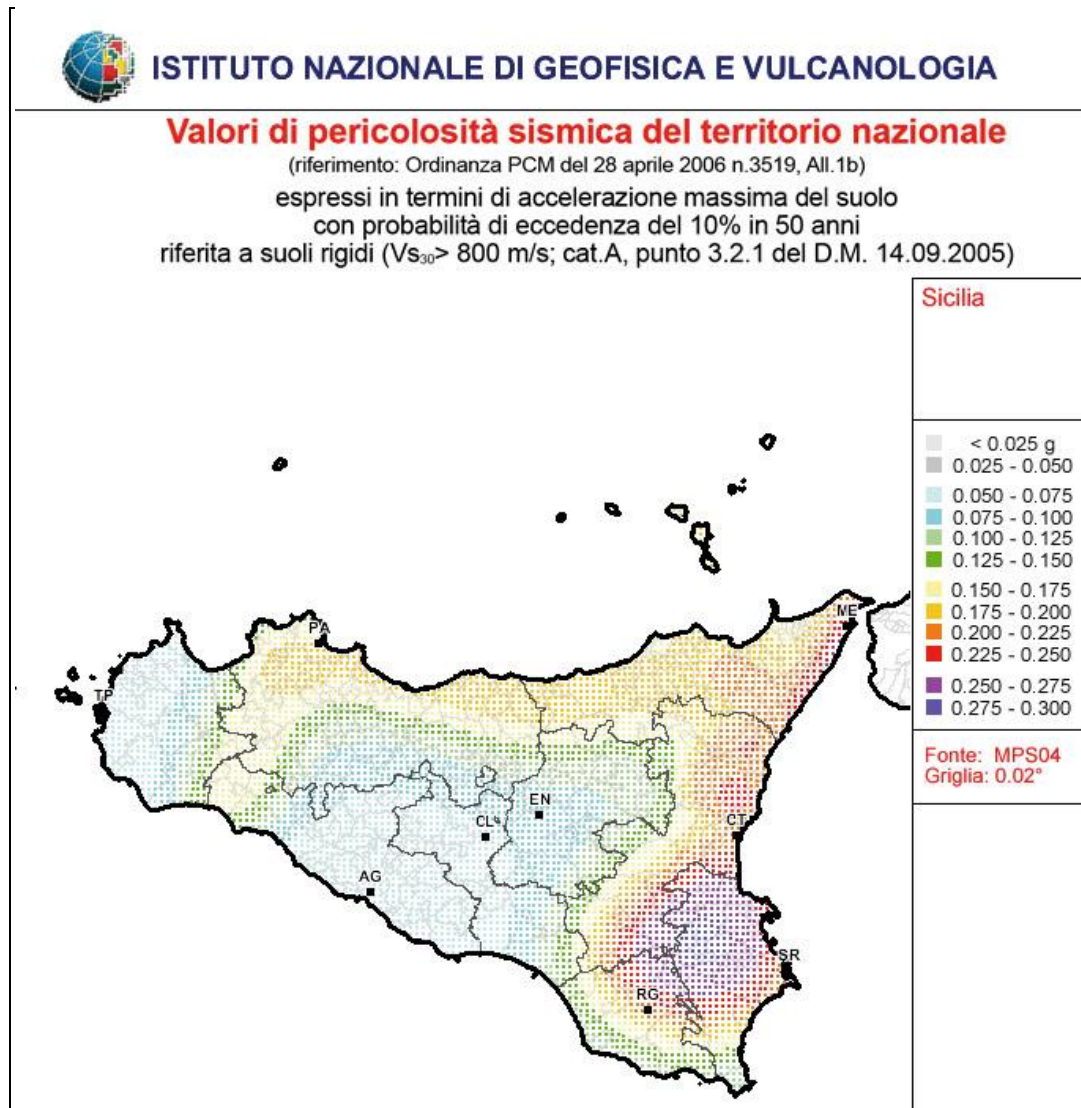 ISTITUTO NAZIONALE DI GEOFISICA E VULCANOLOGIA
Valori di pericolosità sismica del territorio nazionale
(riferimento: Ordinanza PCM del 28 aprile 2006 n.3519, All.1b)
espressi in termini di accelerazione massima del suolo
con probabilità di eccedenza del 10% in 50 anni
riferita a suoli rigidi (Vs30> 800 m/s; cat.A, punto 3.2.1 del D.M. 14.09.2005)
Sicilia
< 0.025 g
0.025 - 0.050
0.050 - 0.075
0.075 - 0.100
0.100 - 0.125
0.125 - 0.150
0.150 - 0.175
0.175 - 0.200
0.200 - 0.225
0.225 - 0.250
0.250 - 0.275
0.275 - 0.300
Fonte: MPS04
Griglia: 0.02°
ME
PA
TP
EN
CL
CT
AG
SR
RG